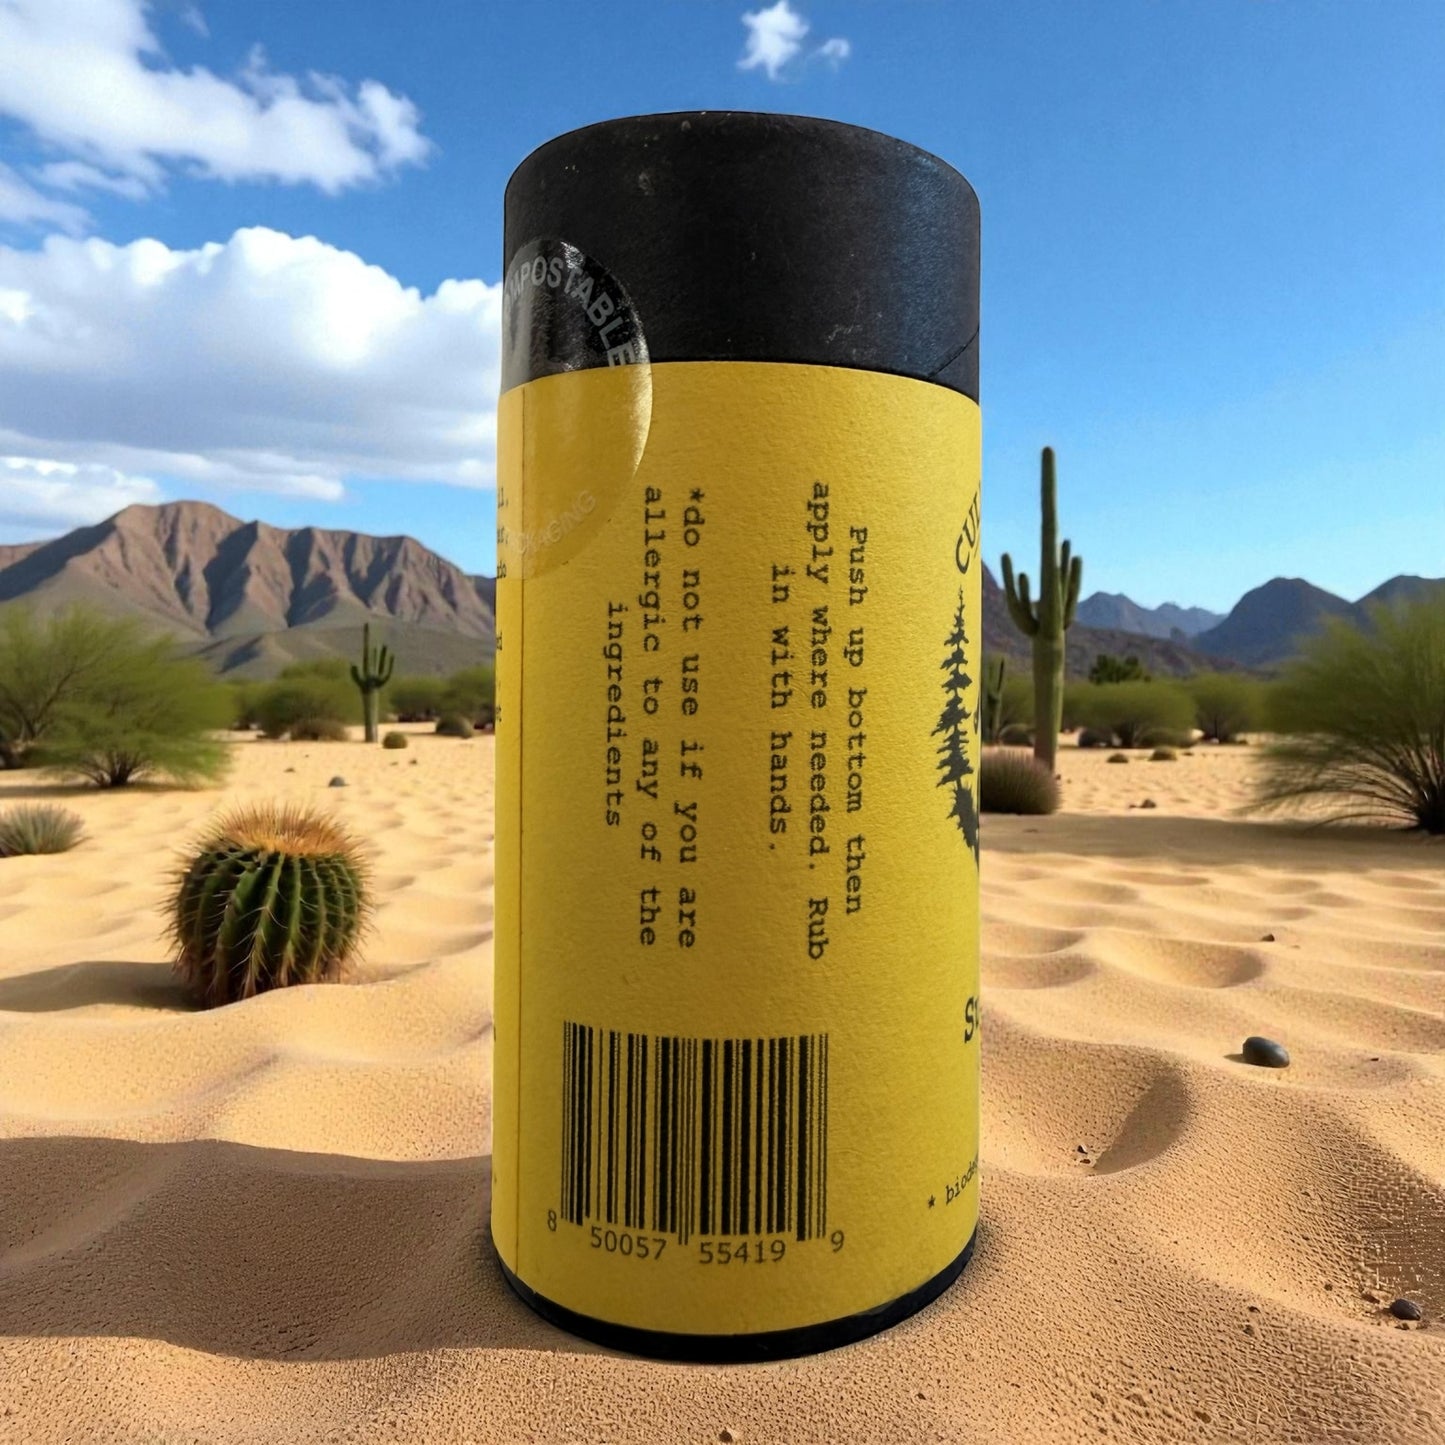 COMPOSTABLE
PACKAGING
Push up bottom then
apply where needed. Rub
in with hands.
*do not use if you are
allergic to any of the
ingredients
8 50057 55419 9